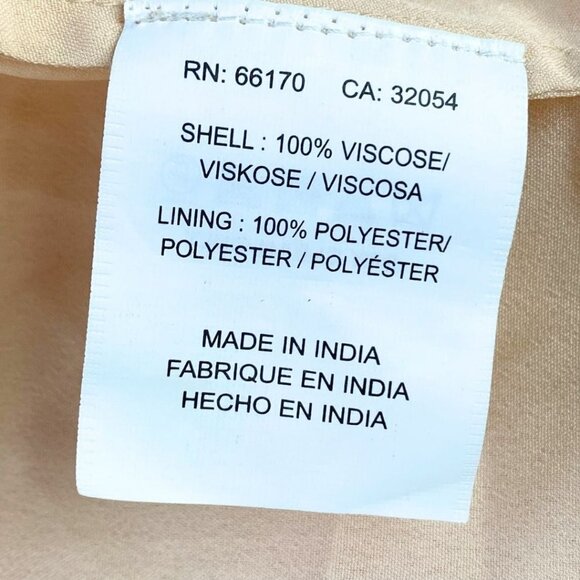 RN: 66170 CA: 32054
SHELL : 100% VISCOSE/
VISKOSE / VISCOSA
LINING : 100% POLYESTER/
POLYESTER / POLYÉSTER
MADE IN INDIA
FABRIQUE EN INDIA
HECHO EN INDIA